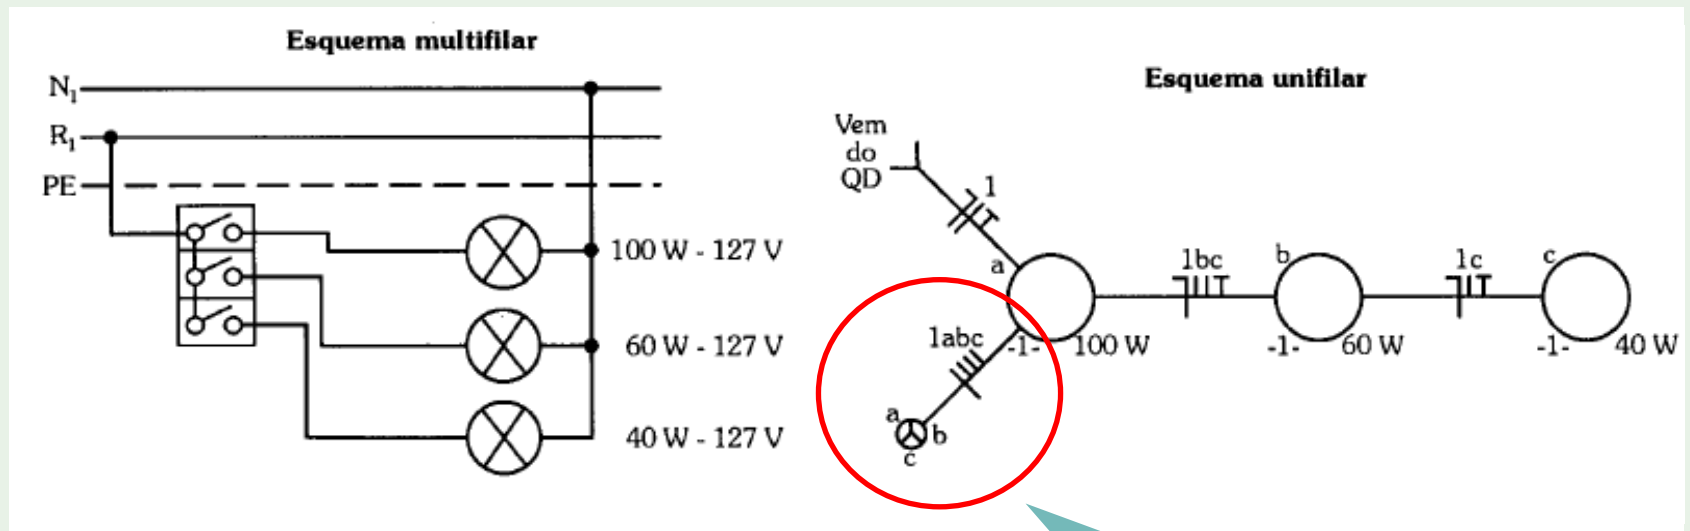 Esquema multifilar
N1
R1
PE
100 W - 127 V
60 W - 127 V
40 W - 127 V
Esquema unifilar
Vem
do
QD
1
a
1bc
b
1c
c
1abc
-1-
100 W
-1-
60 W
-1-
40 W
a
b
c